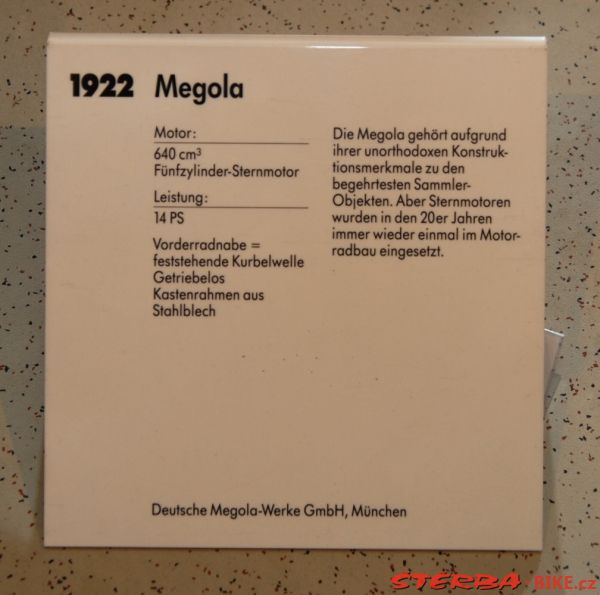 1922 Megola
Motor:
640 cm³
Fünfzylinder-Sternmotor
Leistung:
14 PS
Vorderradnabe =
feststehende Kurbelwelle
Getriebelos
Kastenrahmen aus
Stahlblech
Die Megola gehört aufgrund
ihrer unorthodoxen Konstruk-
tionsmerkmale zu den
begehrtesten Sammler-
Objekten. Aber Sternmotoren
wurden in den 20er Jahren
immer wieder einmal im Motor-
radbau eingesetzt.
Deutsche Megola-Werke GmbH, München
STERBA-BIKE.cz